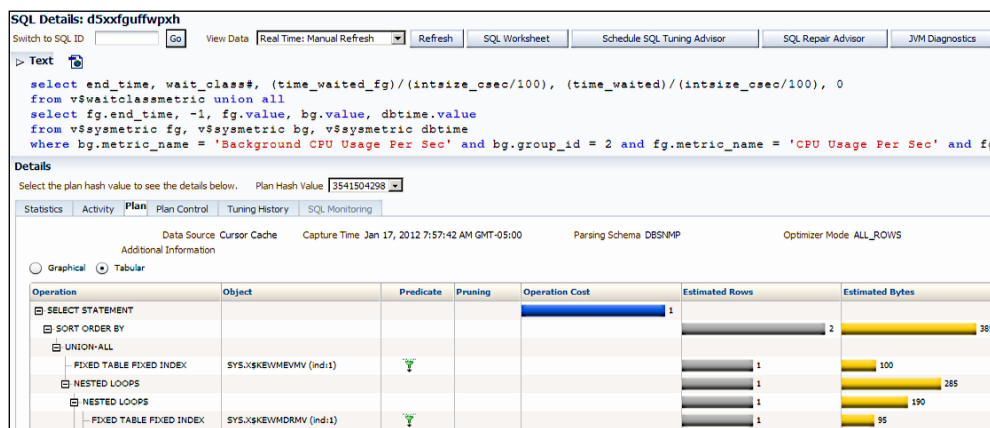 SQL Details: d5xxfguffwpxh
Switch to SQL ID Go View Data Real Time: Manual Refresh Refresh SQL Worksheet Schedule SQL Tuning Advisor SQL Repair Advisor JVM Diagnostics
Text
select end_time, wait_class#, (time_waited_fg)/(intsize_csec/100), (time_waited)/(intsize_csec/100), 0
from v$waitclassmetric union all
select fg.end_time, -1, fg.value, bg.value, dbtime.value
from v$sysmetric fg, v$sysmetric bg, v$sysmetric dbtime
where bg.metric_name = 'Background CPU Usage Per Sec' and bg.group_id = 2 and fg.metric_name = 'CPU Usage Per Sec' and
Details
Select the plan hash value to see the details below. Plan Hash Value 3541504298
Statistics Activity Plan Plan Control Tuning History SQL Monitoring
Data Source Cursor Cache Capture Time Jan 17, 2012 7:57:42 AM GMT-05:00 Parsing Schema DBSNMP Optimizer Mode ALL_ROWS
Additional Information
Graphical Tabular
Operation Object Predicate Pruning Operation Cost Estimated Rows Estimated Bytes
SELECT STATEMENT 1
SORT ORDER BY 2 385
UNION-ALL
FIXED TABLE FIXED INDEX SYS.X$KEWMEVMV (ind:1) 1 100
NESTED LOOPS 1 285
NESTED LOOPS 1 190
FIXED TABLE FIXED INDEX SYS.X$KEWMDRMV (ind:1) 1 95